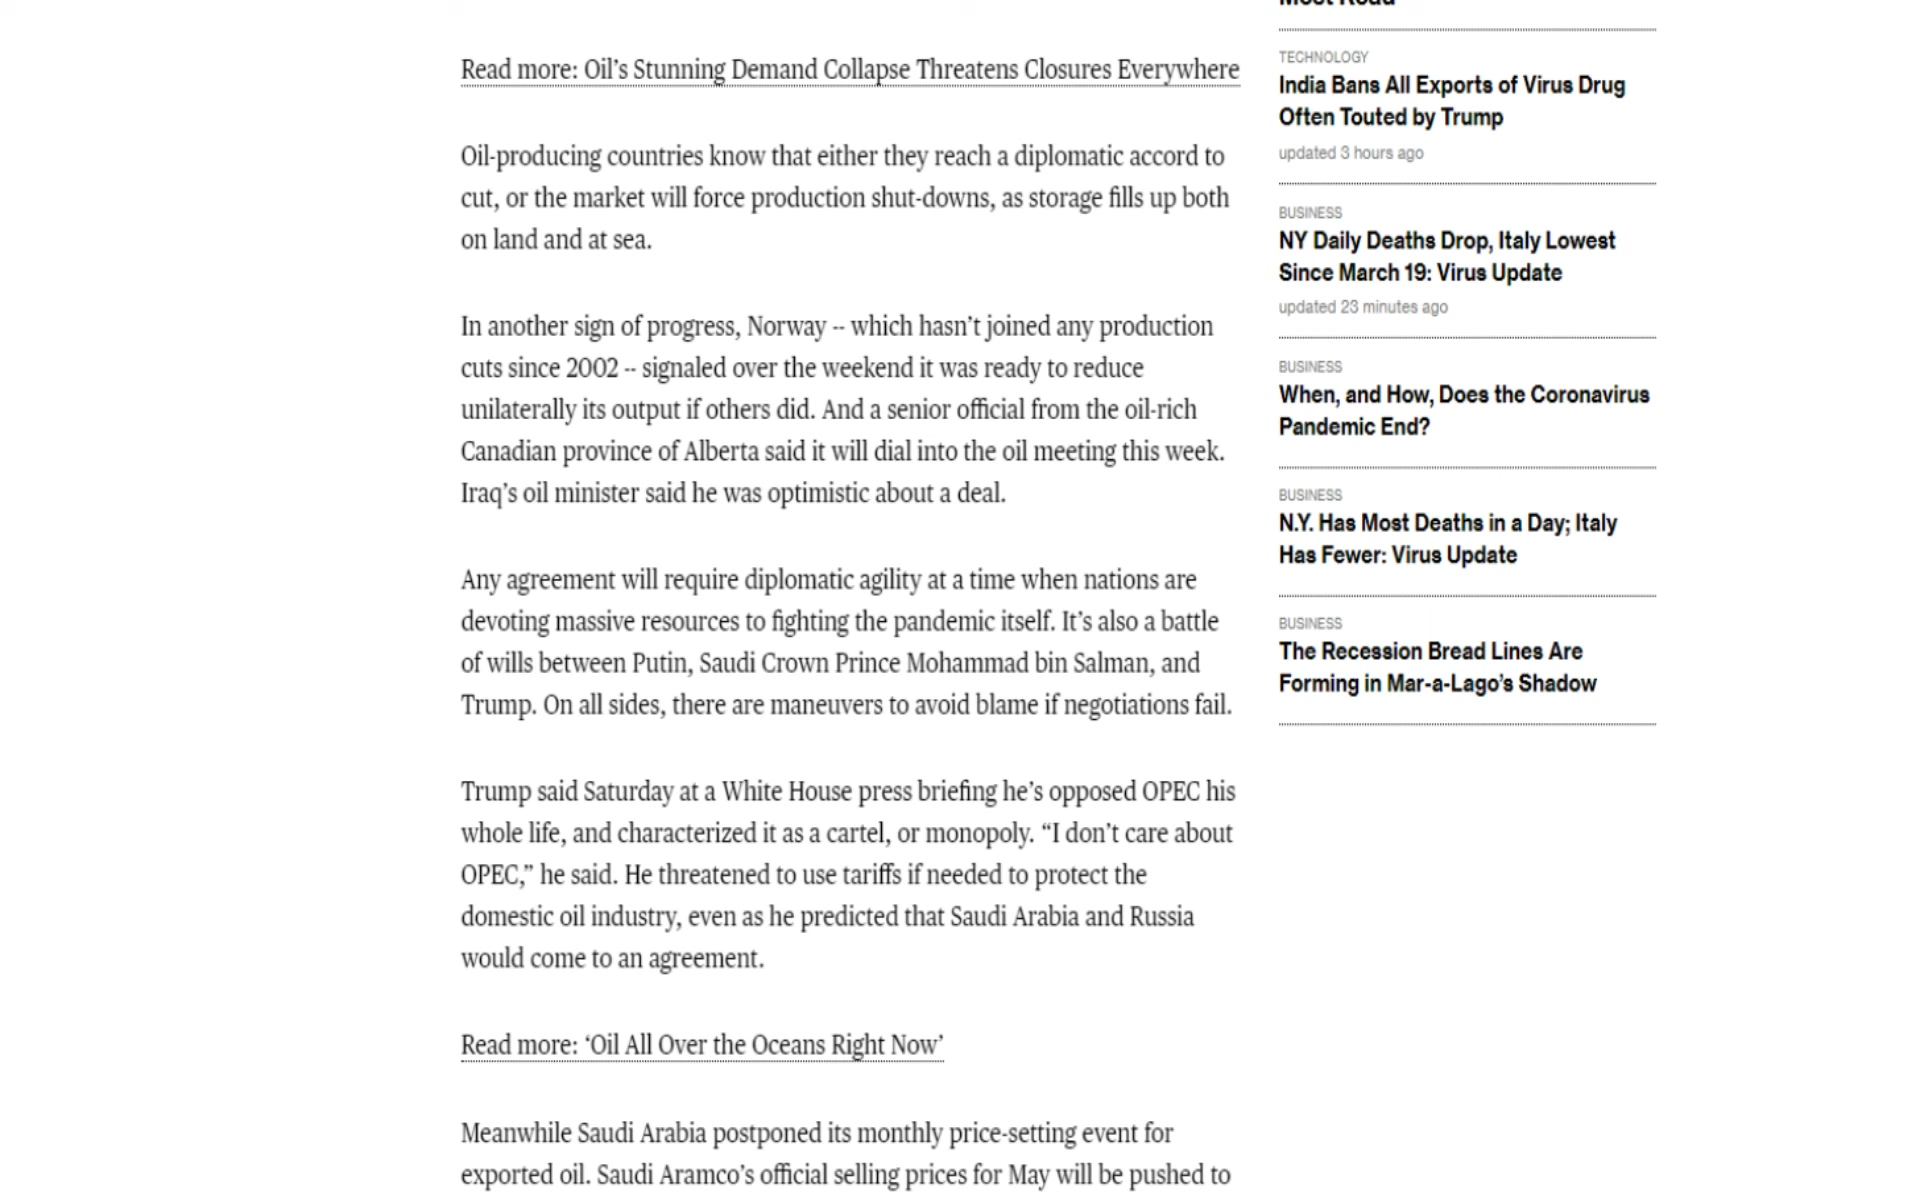 Read more: Oil’s Stunning Demand Collapse Threatens Closures Everywhere
Oil-producing countries know that either they reach a diplomatic accord to
cut, or the market will force production shut-downs, as storage fills up both
on land and at sea.
In another sign of progress, Norway -- which hasn’t joined any production
cuts since 2002 -- signaled over the weekend it was ready to reduce
unilaterally its output if others did. And a senior official from the oil-rich
Canadian province of Alberta said it will dial into the oil meeting this week.
Iraq’s oil minister said he was optimistic about a deal.
Any agreement will require diplomatic agility at a time when nations are
devoting massive resources to fighting the pandemic itself. It’s also a battle
of wills between Putin, Saudi Crown Prince Mohammad bin Salman, and
Trump. On all sides, there are maneuvers to avoid blame if negotiations fail.
Trump said Saturday at a White House press briefing he’s opposed OPEC his
whole life, and characterized it as a cartel, or monopoly. “I don’t care about
OPEC,” he said. He threatened to use tariffs if needed to protect the
domestic oil industry, even as he predicted that Saudi Arabia and Russia
would come to an agreement.
Read more: ‘Oil All Over the Oceans Right Now’
Meanwhile Saudi Arabia postponed its monthly price-setting event for
exported oil. Saudi Aramco’s official selling prices for May will be pushed to
Most Read
TECHNOLOGY
India Bans All Exports of Virus Drug
Often Touted by Trump
updated 3 hours ago
BUSINESS
NY Daily Deaths Drop, Italy Lowest
Since March 19: Virus Update
updated 23 minutes ago
BUSINESS
When, and How, Does the Coronavirus
Pandemic End?
BUSINESS
N.Y. Has Most Deaths in a Day; Italy
Has Fewer: Virus Update
BUSINESS
The Recession Bread Lines Are
Forming in Mar-a-Lago’s Shadow